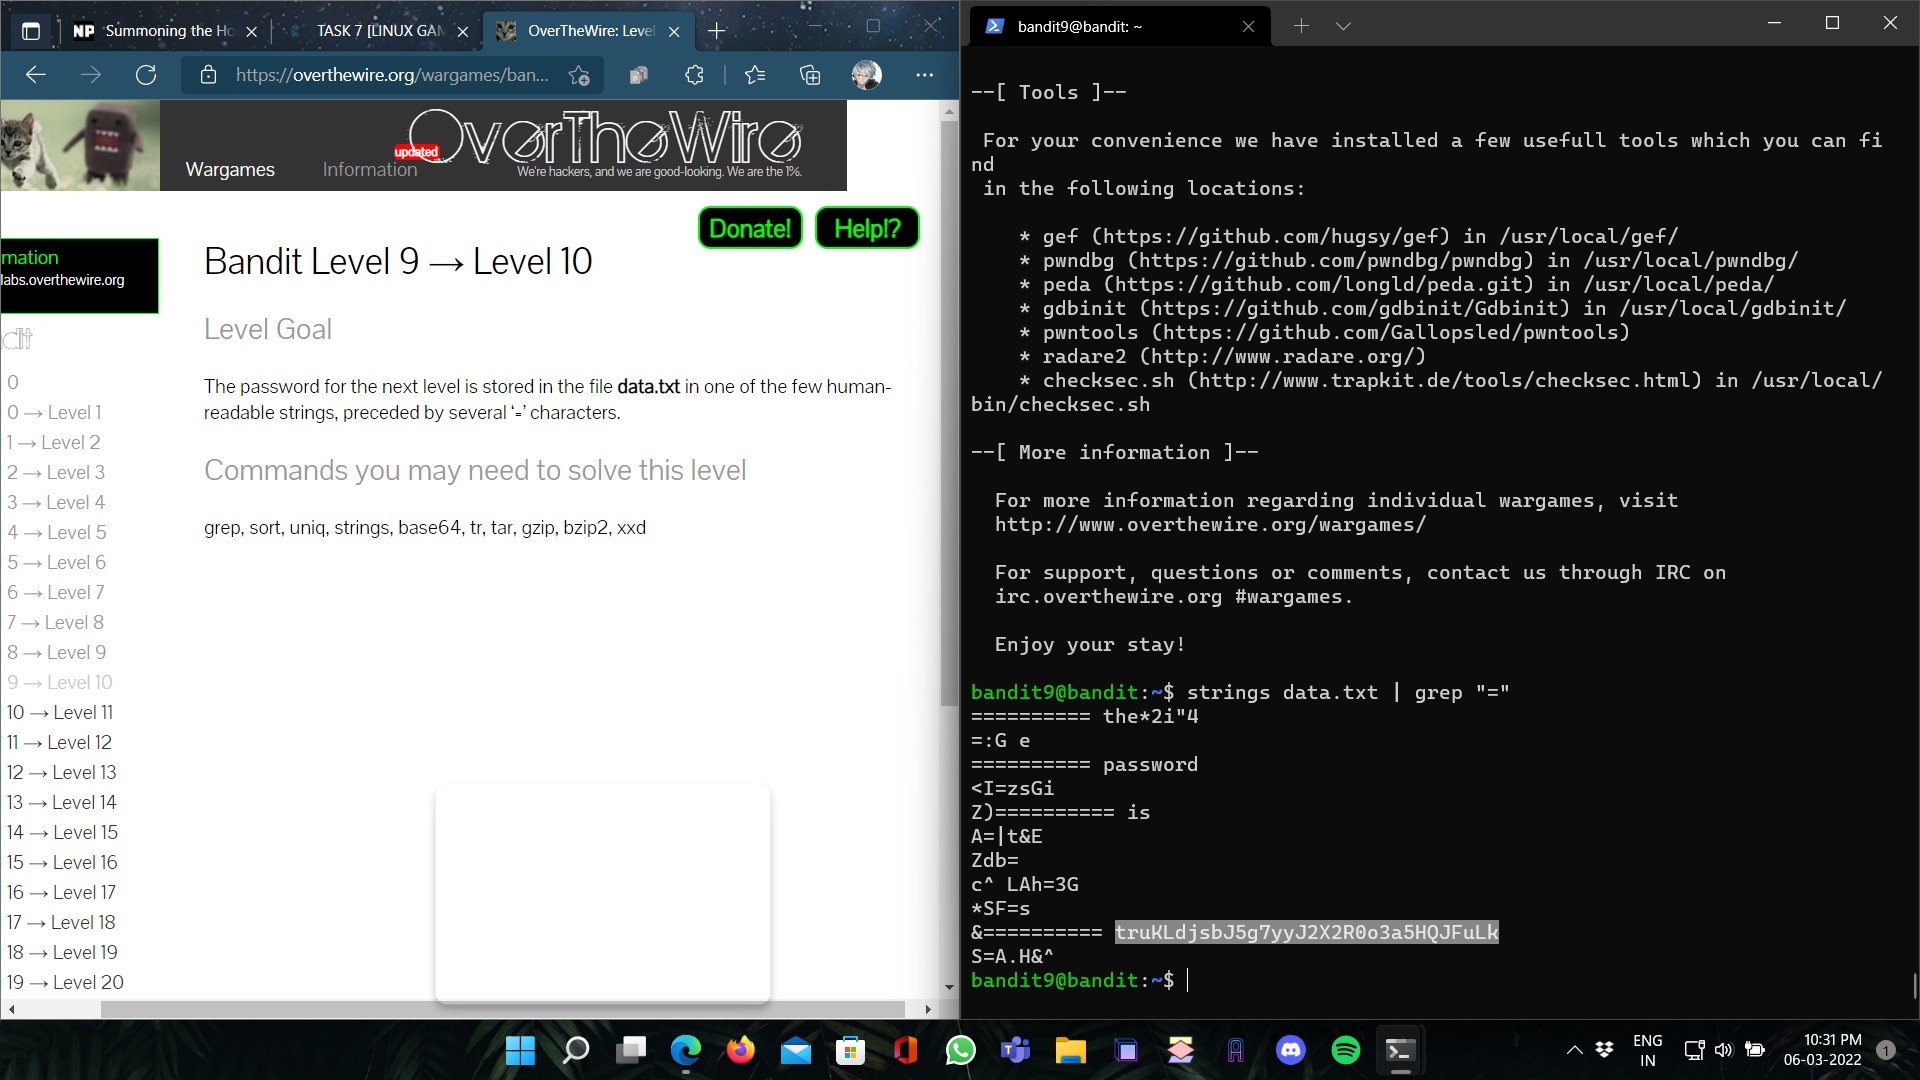 NP Summoning the Ho
TASK 7 [LINUX GAM
OverTheWire: Level
https://overthewire.org/wargames/ban...
Wargames
Information
updated
OverTheWire
We're hackers, and we are good-looking. We are the 1%.
Donate!
Help!?
mation
labs.overthewire.org
dit
0
0 → Level 1
1 → Level 2
2 → Level 3
3 → Level 4
4 → Level 5
5 → Level 6
6 → Level 7
7 → Level 8
8 → Level 9
9 → Level 10
10 → Level 11
11 → Level 12
12 → Level 13
13 → Level 14
14 → Level 15
15 → Level 16
16 → Level 17
17 → Level 18
18 → Level 19
19 → Level 20
Bandit Level 9 → Level 10
Level Goal
The password for the next level is stored in the file data.txt in one of the few human-
readable strings, preceded by several ‘=’ characters.
Commands you may need to solve this level
grep, sort, uniq, strings, base64, tr, tar, gzip, bzip2, xxd
bandit9@bandit: ~
--[ Tools ]--
For your convenience we have installed a few usefull tools which you can fi
nd
in the following locations:
* gef (https://github.com/hugsy/gef) in /usr/local/gef/
* pwndbg (https://github.com/pwndbg/pwndbg) in /usr/local/pwndbg/
* peda (https://github.com/longld/peda.git) in /usr/local/peda/
* gdbinit (https://github.com/gdbinit/Gdbinit) in /usr/local/gdbinit/
* pwntools (https://github.com/Gallopsled/pwntools)
* radare2 (http://www.radare.org/)
* checksec.sh (http://www.trapkit.de/tools/checksec.html) in /usr/local/
bin/checksec.sh
--[ More information ]--
For more information regarding individual wargames, visit
http://www.overthewire.org/wargames/
For support, questions or comments, contact us through IRC on
irc.overthewire.org #wargames.
Enjoy your stay!
bandit9@bandit:~$ strings data.txt | grep "="
========== the*2i"4
=:G e
========== password
<I=zsGi
Z)========== is
A=|t&E
Zdb=
c^ LAh=3G
*SF=s
&========== truKLdjsbJ5g7yyJ2X2R0o3a5HQJFuLk
S=A.H&^
bandit9@bandit:~$
ENG
IN
10:31 PM
06-03-2022
1